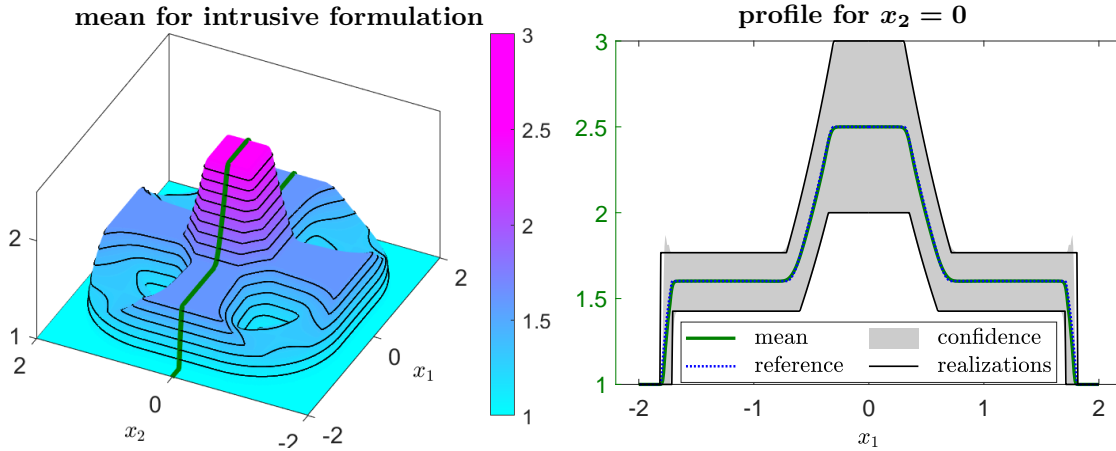 mean for intrusive formulation
2
1
2
0
-2
-2
0
2
x2
x1
3
2.5
2
1.5
1
profile for x2 = 0
3
2.5
2
1.5
1
mean
confidence
reference
realizations
-2
-1
0
1
2
x1